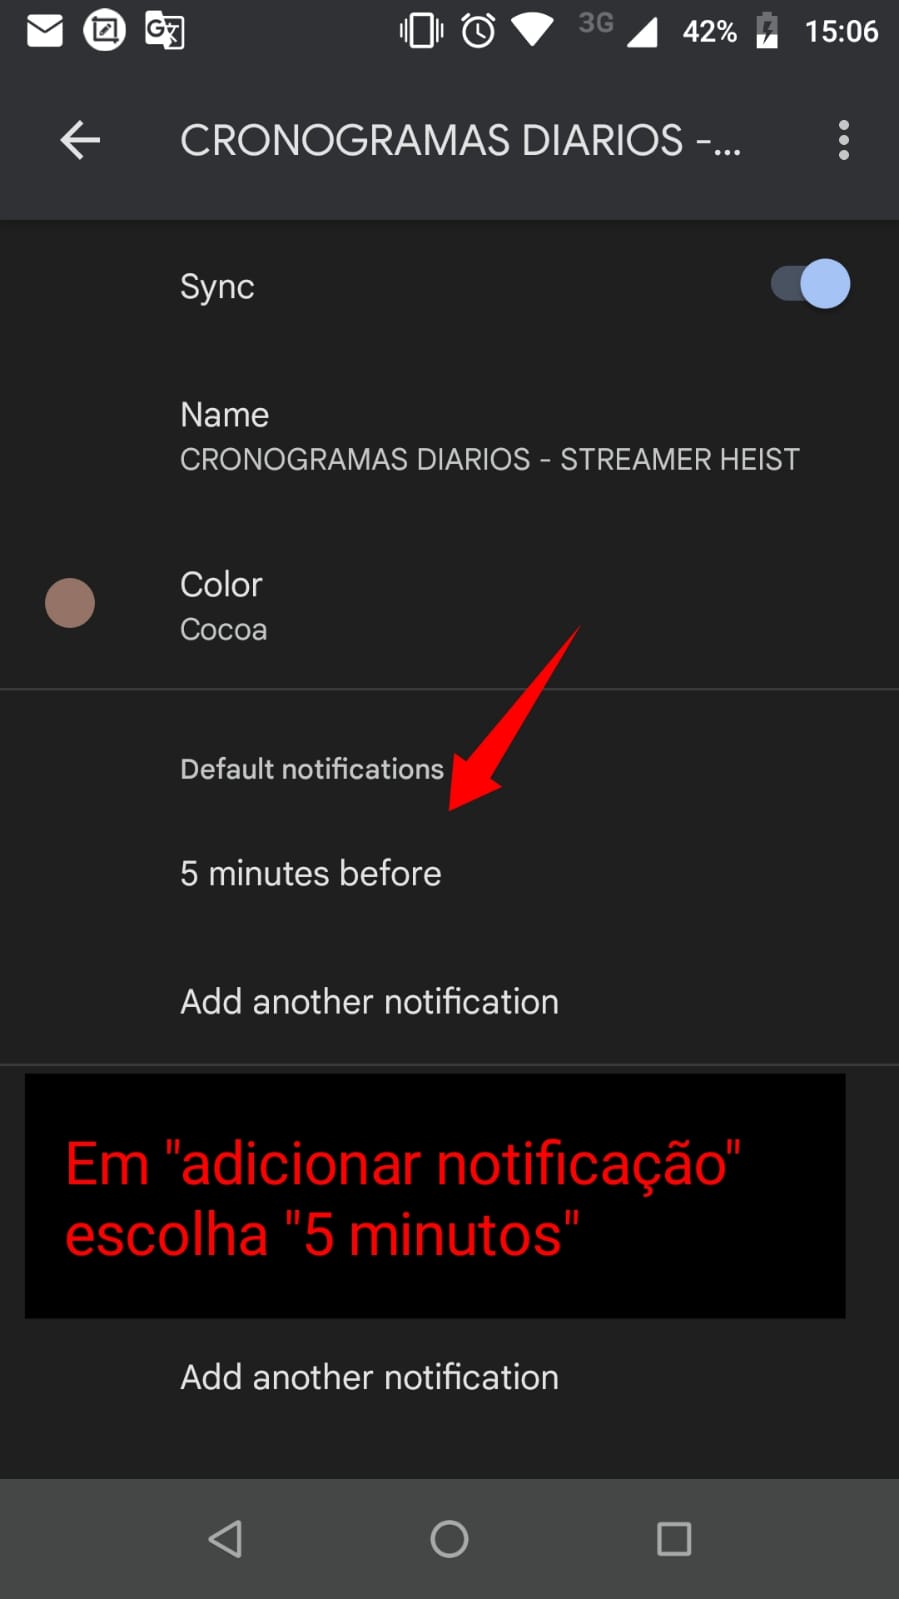 3G 42% 15:06
CRONOGRAMAS DIARIOS -...
Sync
Name
CRONOGRAMAS DIARIOS - STREAMER HEIST
Color
Cocoa
Default notifications
5 minutes before
Add another notification
Em "adicionar notificação"
escolha "5 minutos"
Add another notification